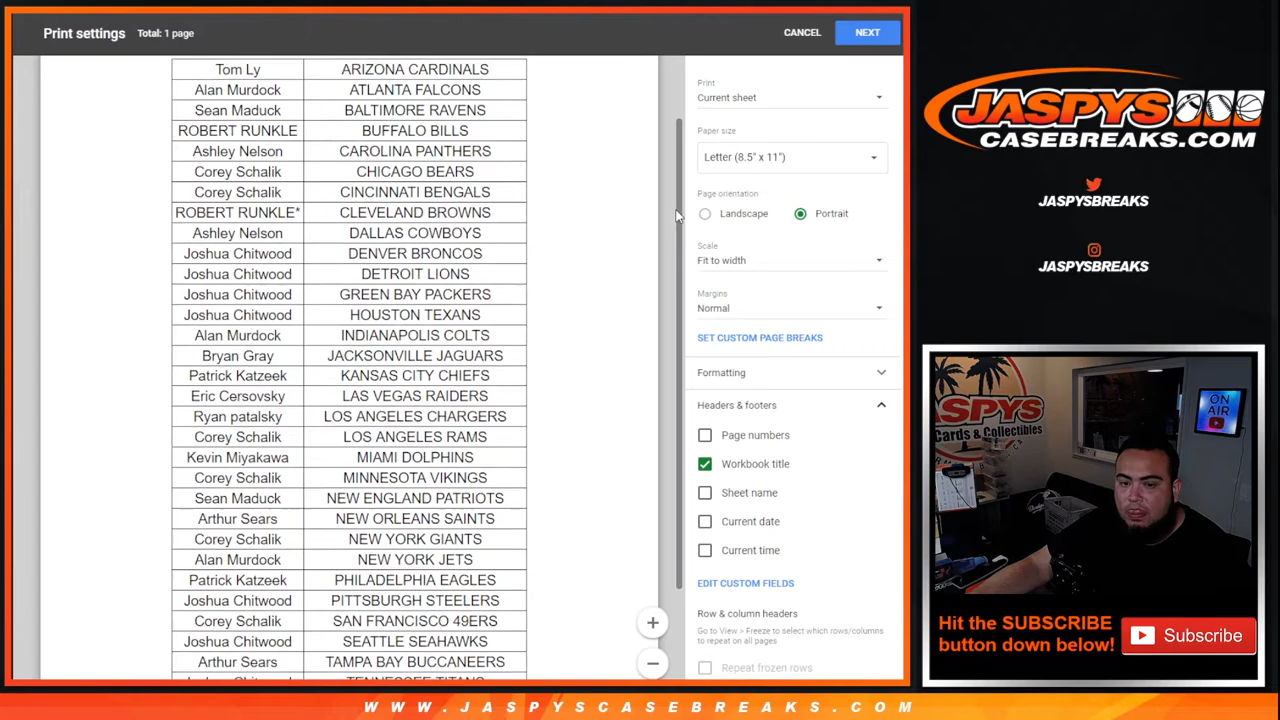 Print settings Total: 1 page CANCEL NEXT
Tom Ly ARIZONA CARDINALS
Alan Murdock ATLANTA FALCONS
Sean Maduck BALTIMORE RAVENS
ROBERT RUNKLE BUFFALO BILLS
Ashley Nelson CAROLINA PANTHERS
Corey Schalik CHICAGO BEARS
Corey Schalik CINCINNATI BENGALS
ROBERT RUNKLE* CLEVELAND BROWNS
Ashley Nelson DALLAS COWBOYS
Joshua Chitwood DENVER BRONCOS
Joshua Chitwood DETROIT LIONS
Joshua Chitwood GREEN BAY PACKERS
Joshua Chitwood HOUSTON TEXANS
Alan Murdock INDIANAPOLIS COLTS
Bryan Gray JACKSONVILLE JAGUARS
Patrick Katzeek KANSAS CITY CHIEFS
Eric Cersovsky LAS VEGAS RAIDERS
Ryan patalsky LOS ANGELES CHARGERS
Corey Schalik LOS ANGELES RAMS
Kevin Miyakawa MIAMI DOLPHINS
Corey Schalik MINNESOTA VIKINGS
Sean Maduck NEW ENGLAND PATRIOTS
Arthur Sears NEW ORLEANS SAINTS
Corey Schalik NEW YORK GIANTS
Alan Murdock NEW YORK JETS
Patrick Katzeek PHILADELPHIA EAGLES
Joshua Chitwood PITTSBURGH STEELERS
Corey Schalik SAN FRANCISCO 49ERS
Joshua Chitwood SEATTLE SEAHAWKS
Arthur Sears TAMPA BAY BUCCANEERS
Joshua Chitwood TENNESSEE TITANS
Print
Current sheet
Paper size
Letter (8.5" x 11")
Page orientation
Landscape Portrait
Scale
Fit to width
Margins
Normal
SET CUSTOM PAGE BREAKS
Formatting
Headers & footers
Page numbers
Workbook title
Sheet name
Current date
Current time
EDIT CUSTOM FIELDS
Row & column headers
Go to View > Freeze to select which rows/columns
to repeat on all pages
Repeat frozen rows
JASPYS
CASEBREAKS.COM
JASPYSBREAKS
JASPYSBREAKS
JASPYS
Cards & Collectibles
ON
AIR
Hit the SUBSCRIBE
button down below!
Subscribe
WWW.JASPYSCASEBREAKS.COM